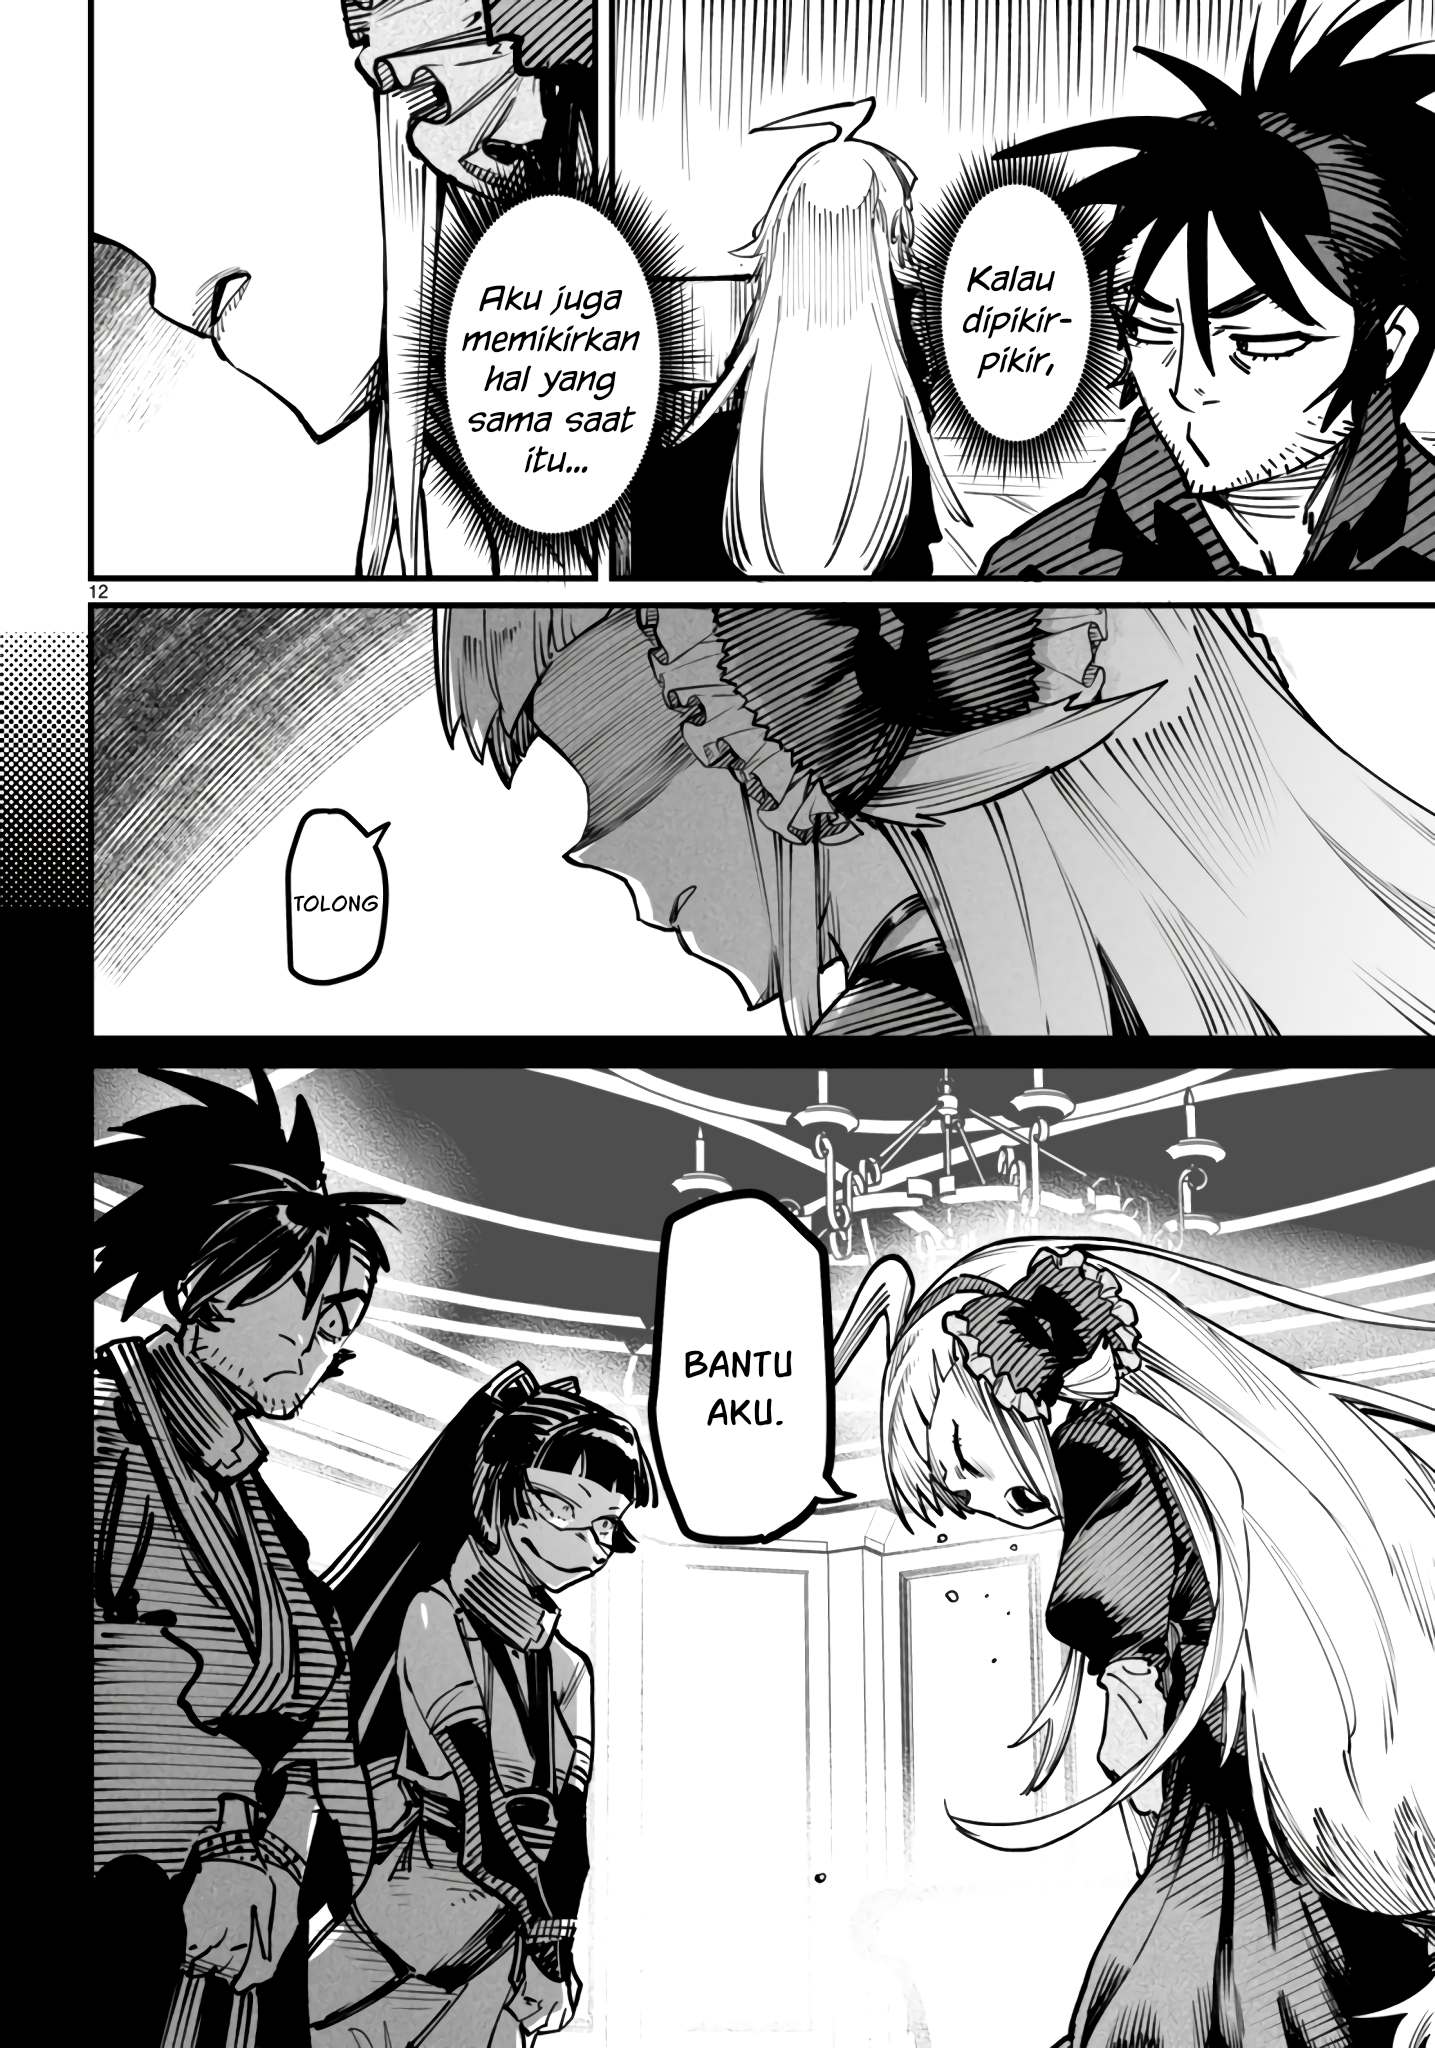 Kalau
dipikir-
pikir,
Aku juga
memikirkan
hal yang
sama saat
itu...
12
TOLONG
BANTU
AKU.